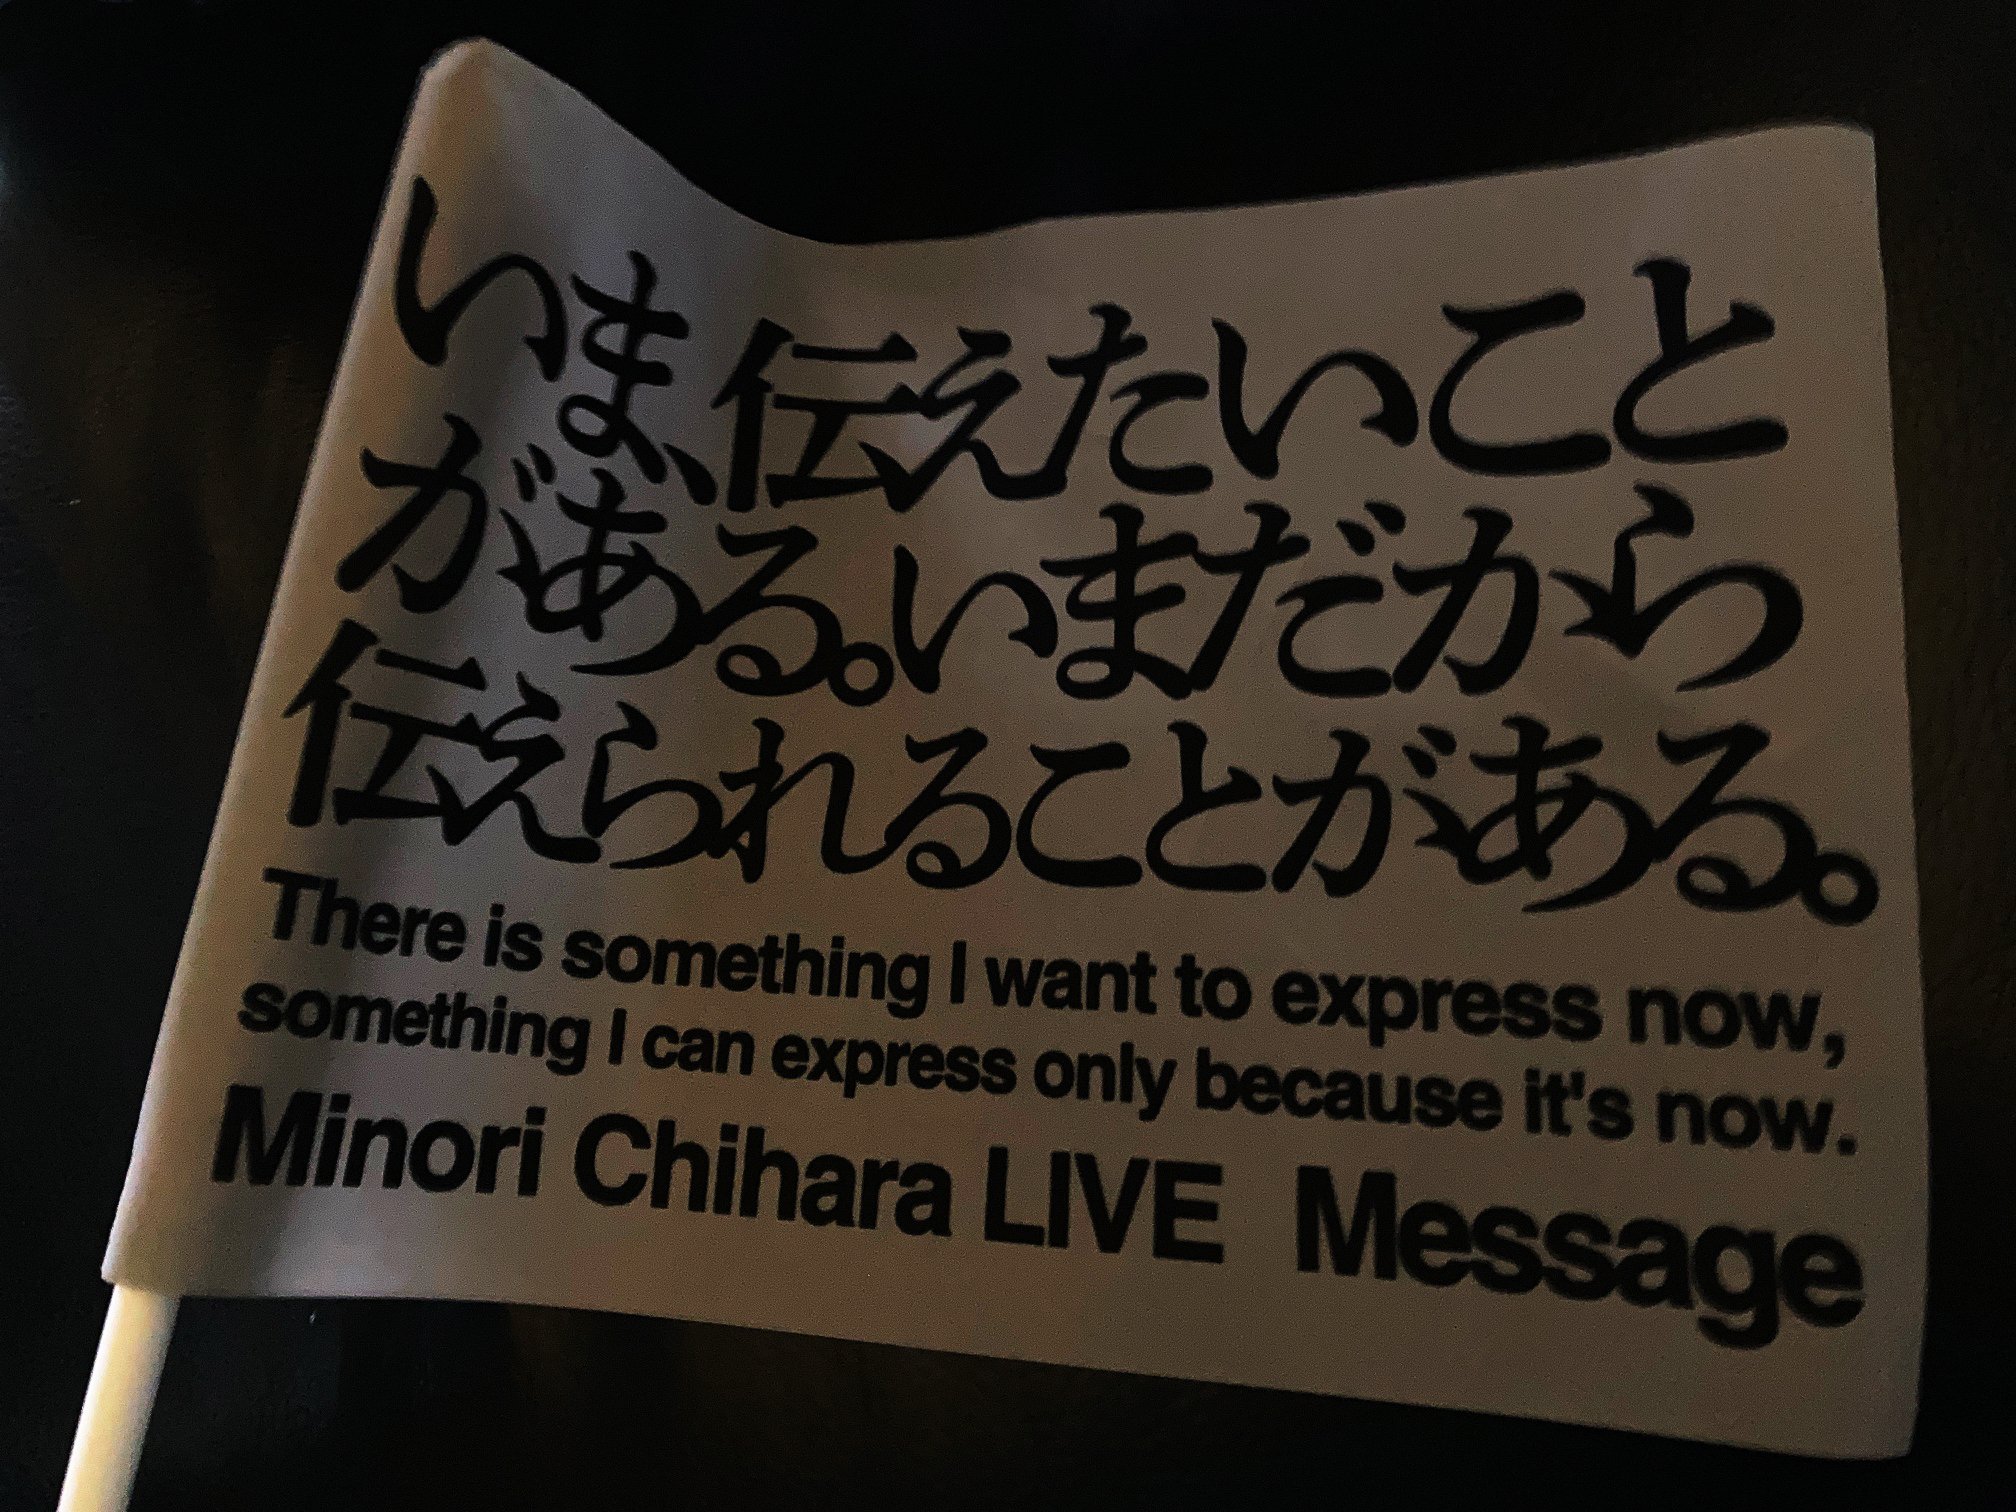 いま、伝えたいこと
がある。いまだから
伝えられることがある。
There is something I want to express now,
something I can express only because it's now.
Minori Chihara LIVE Message